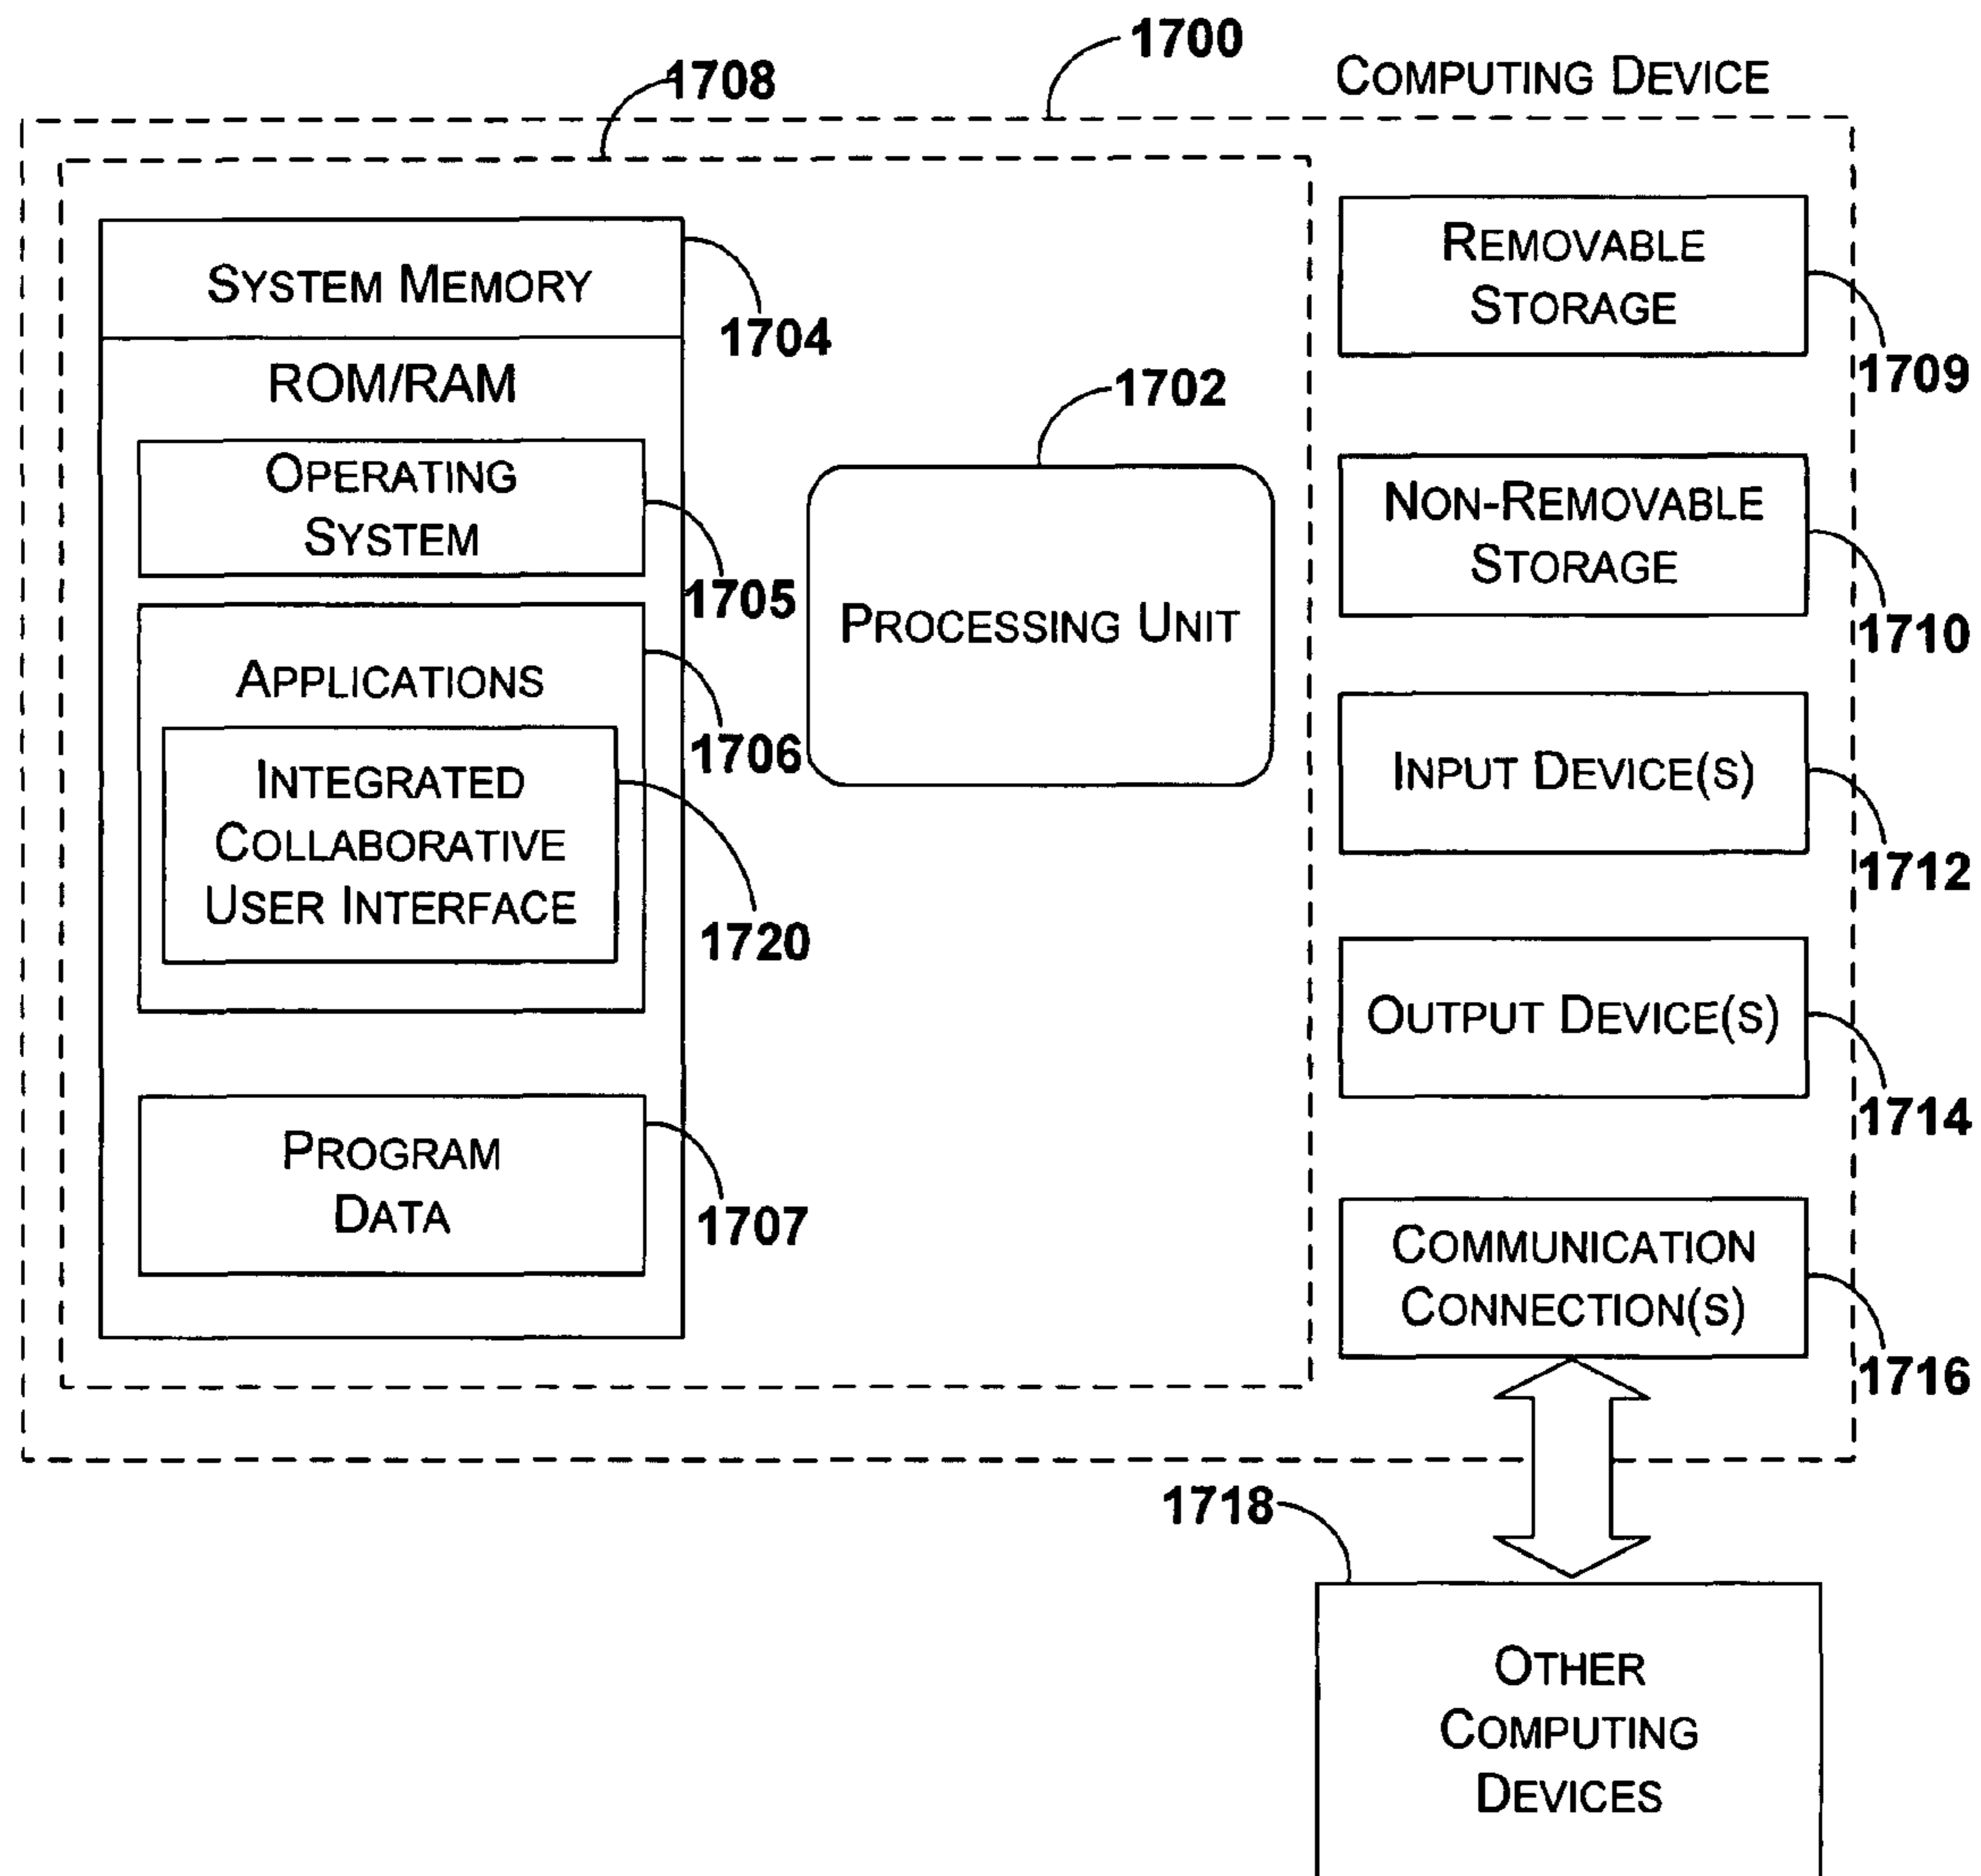 1700
COMPUTING DEVICE
1708
SYSTEM MEMORY
1704
ROM/RAM
OPERATING
SYSTEM
1705
APPLICATIONS
1706
INTEGRATED
COLLABORATIVE
USER INTERFACE
1720
PROGRAM
DATA
1707
1702
PROCESSING UNIT
REMOVABLE
STORAGE
1709
NON-REMOVABLE
STORAGE
1710
INPUT DEVICE(S)
1712
OUTPUT DEVICE(S)
1714
COMMUNICATION
CONNECTION(S)
1716
1718
OTHER
COMPUTING
DEVICES